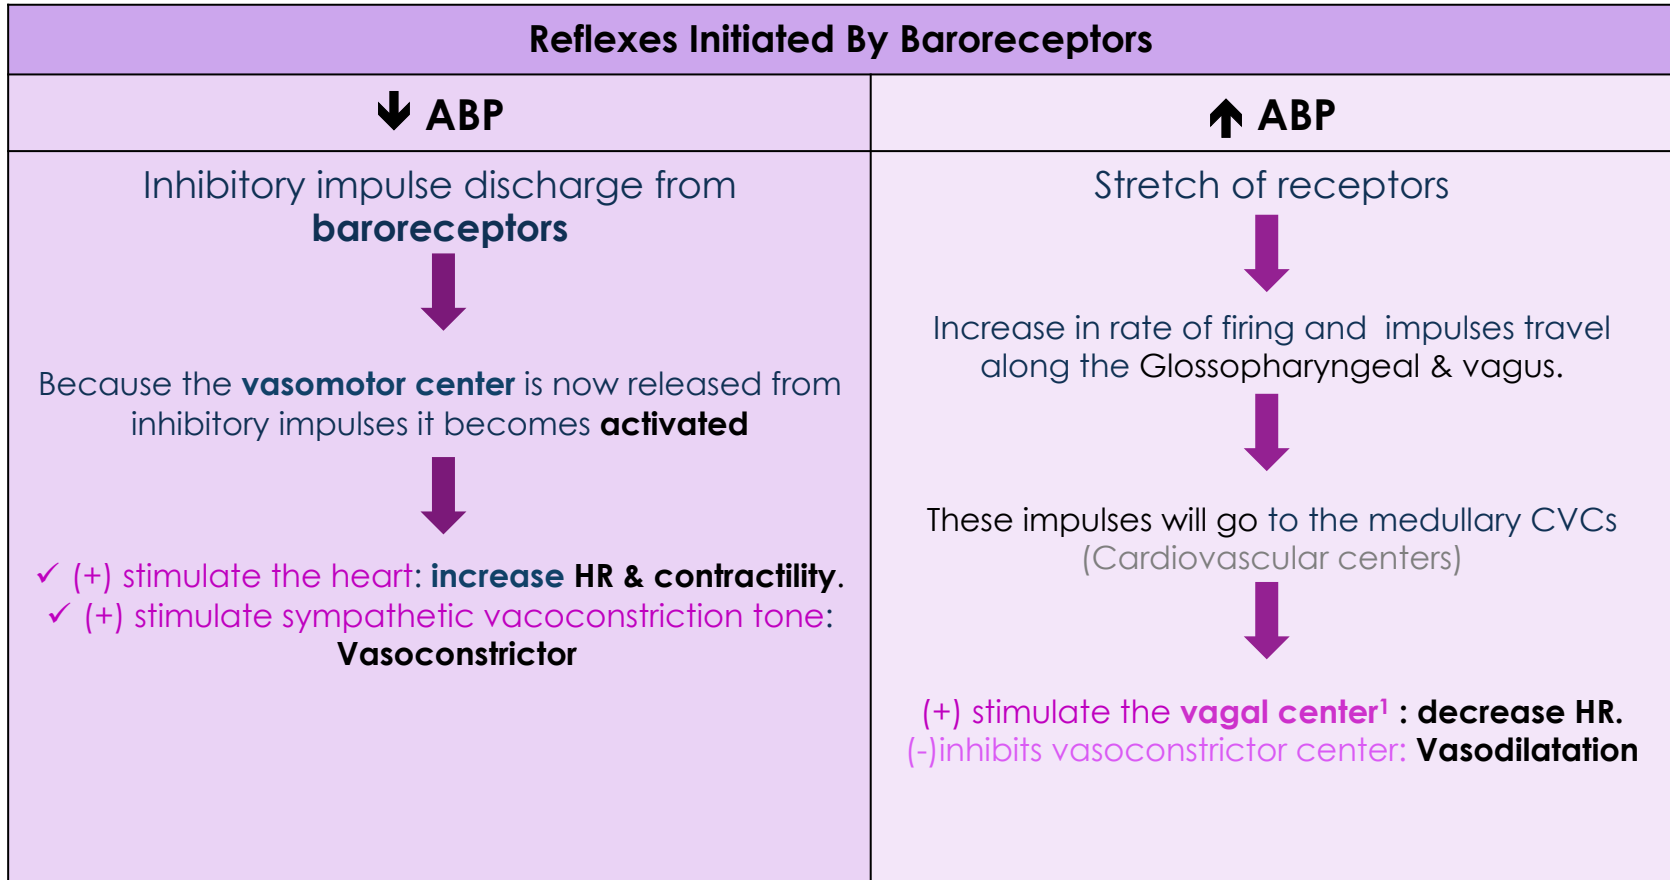 Reflexes Initiated By Baroreceptors
🡫 ABP
Inhibitory impulse discharge from
baroreceptors
Because the vasomotor center is now released from
inhibitory impulses it becomes activated
✓ (+) stimulate the heart: increase HR & contractility.
✓ (+) stimulate sympathetic vacoconstriction tone:
Vasoconstrictor
🡩 ABP
Stretch of receptors
Increase in rate of firing and impulses travel
along the Glossopharyngeal & vagus.
These impulses will go to the medullary CVCs
(Cardiovascular centers)
(+) stimulate the vagal center¹ : decrease HR.
(-)inhibits vasoconstrictor center: Vasodilatation